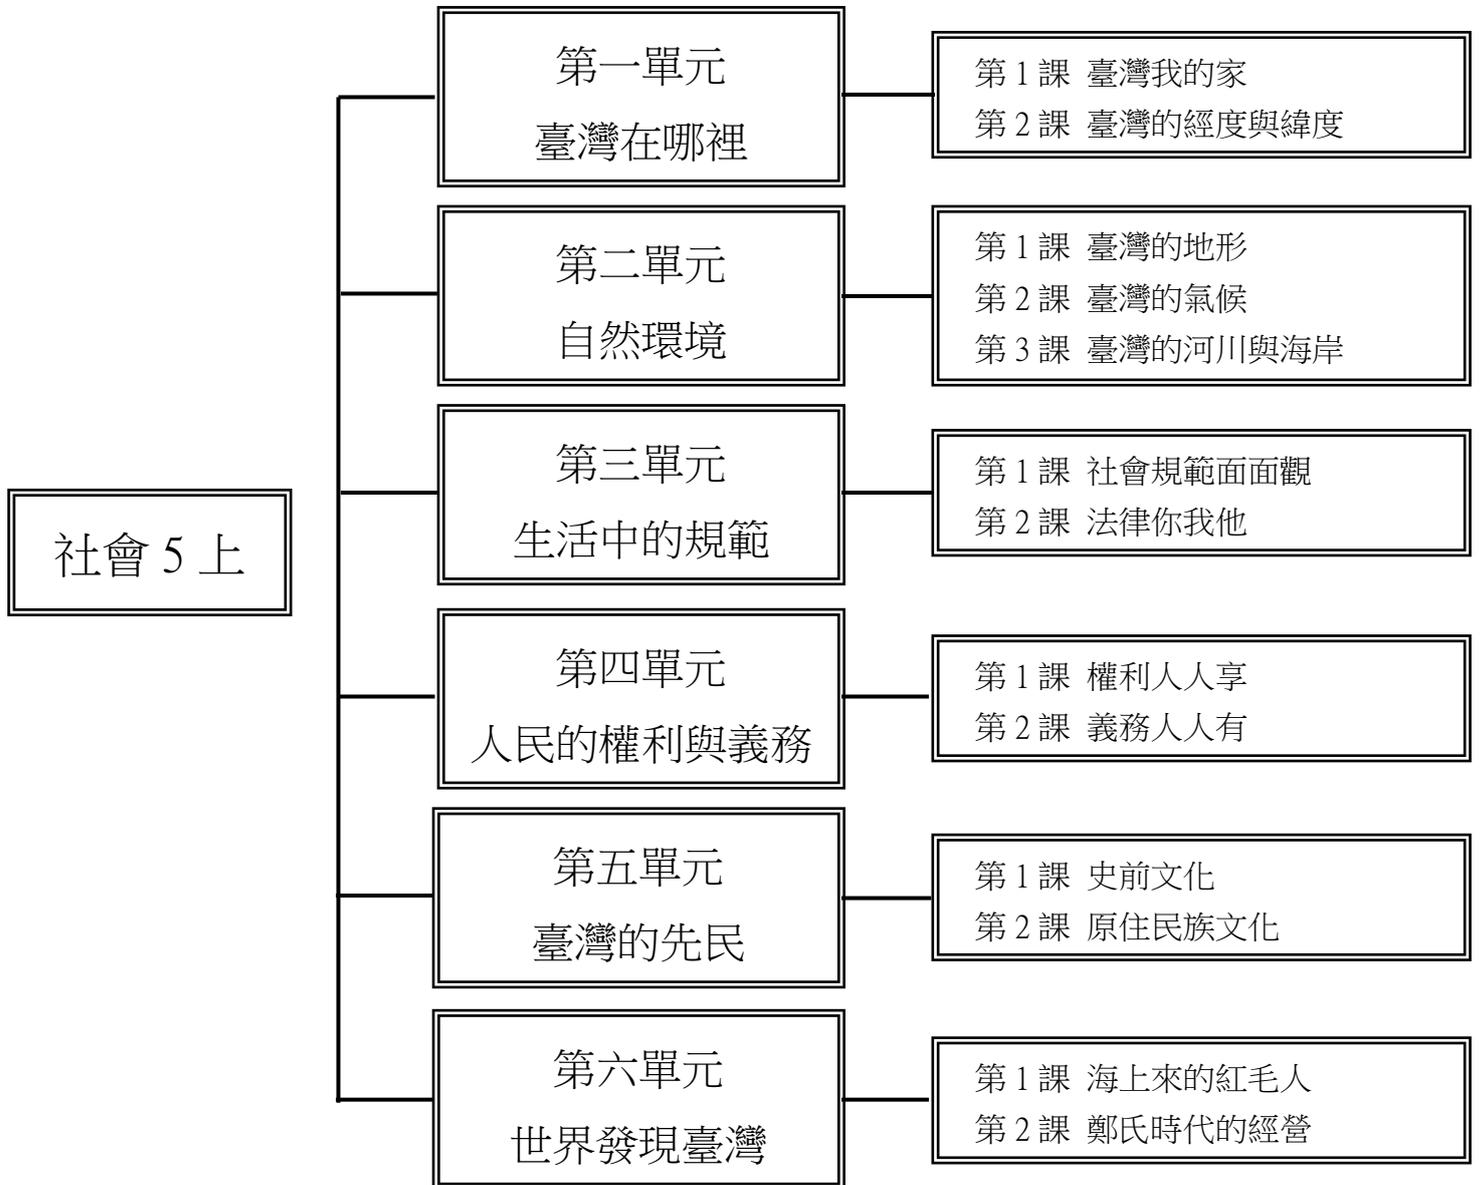 社會 5 上
第一單元
臺灣在哪裡
第 1 課 臺灣我的家
第 2 課 臺灣的經度與緯度
第二單元
自然環境
第 1 課 臺灣的地形
第 2 課 臺灣的氣候
第 3 課 臺灣的河川與海岸
第三單元
生活中的規範
第 1 課 社會規範面面觀
第 2 課 法律你我他
第四單元
人民的權利與義務
第 1 課 權利人人享
第 2 課 義務人人有
第五單元
臺灣的先民
第 1 課 史前文化
第 2 課 原住民族文化
第六單元
世界發現臺灣
第 1 課 海上來的紅毛人
第 2 課 鄭氏時代的經營